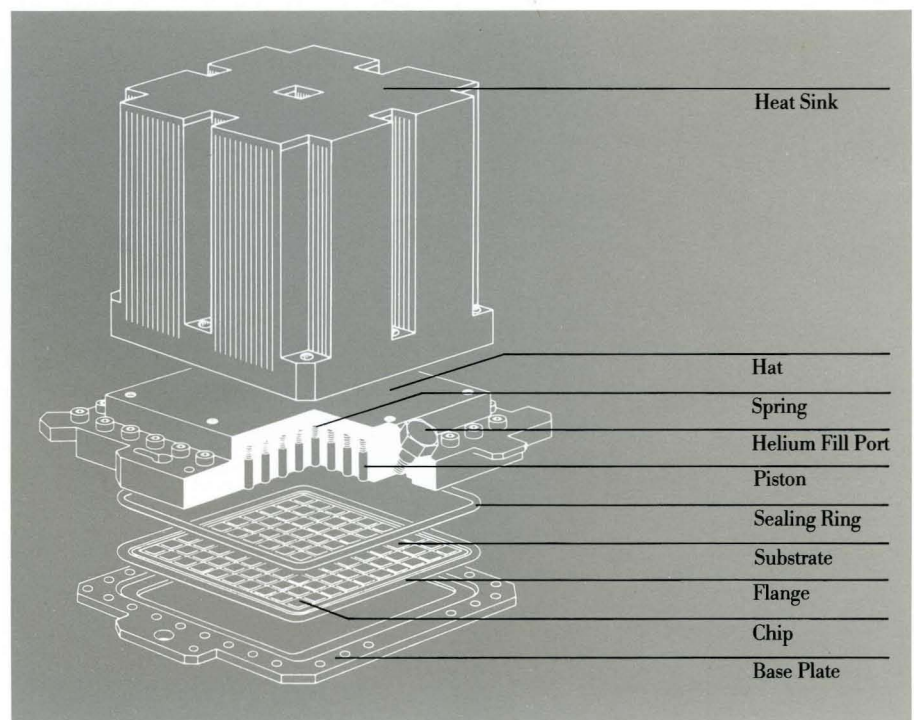 Heat Sink
Hat
Spring
Helium Fill Port
Piston
Sealing Ring
Substrate
Flange
Chip
Base Plate